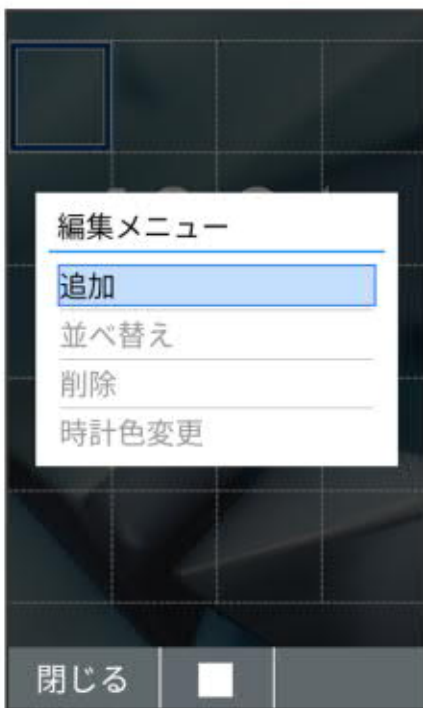 編集メニュー
追加
並べ替え
削除
時計色変更
閉じる